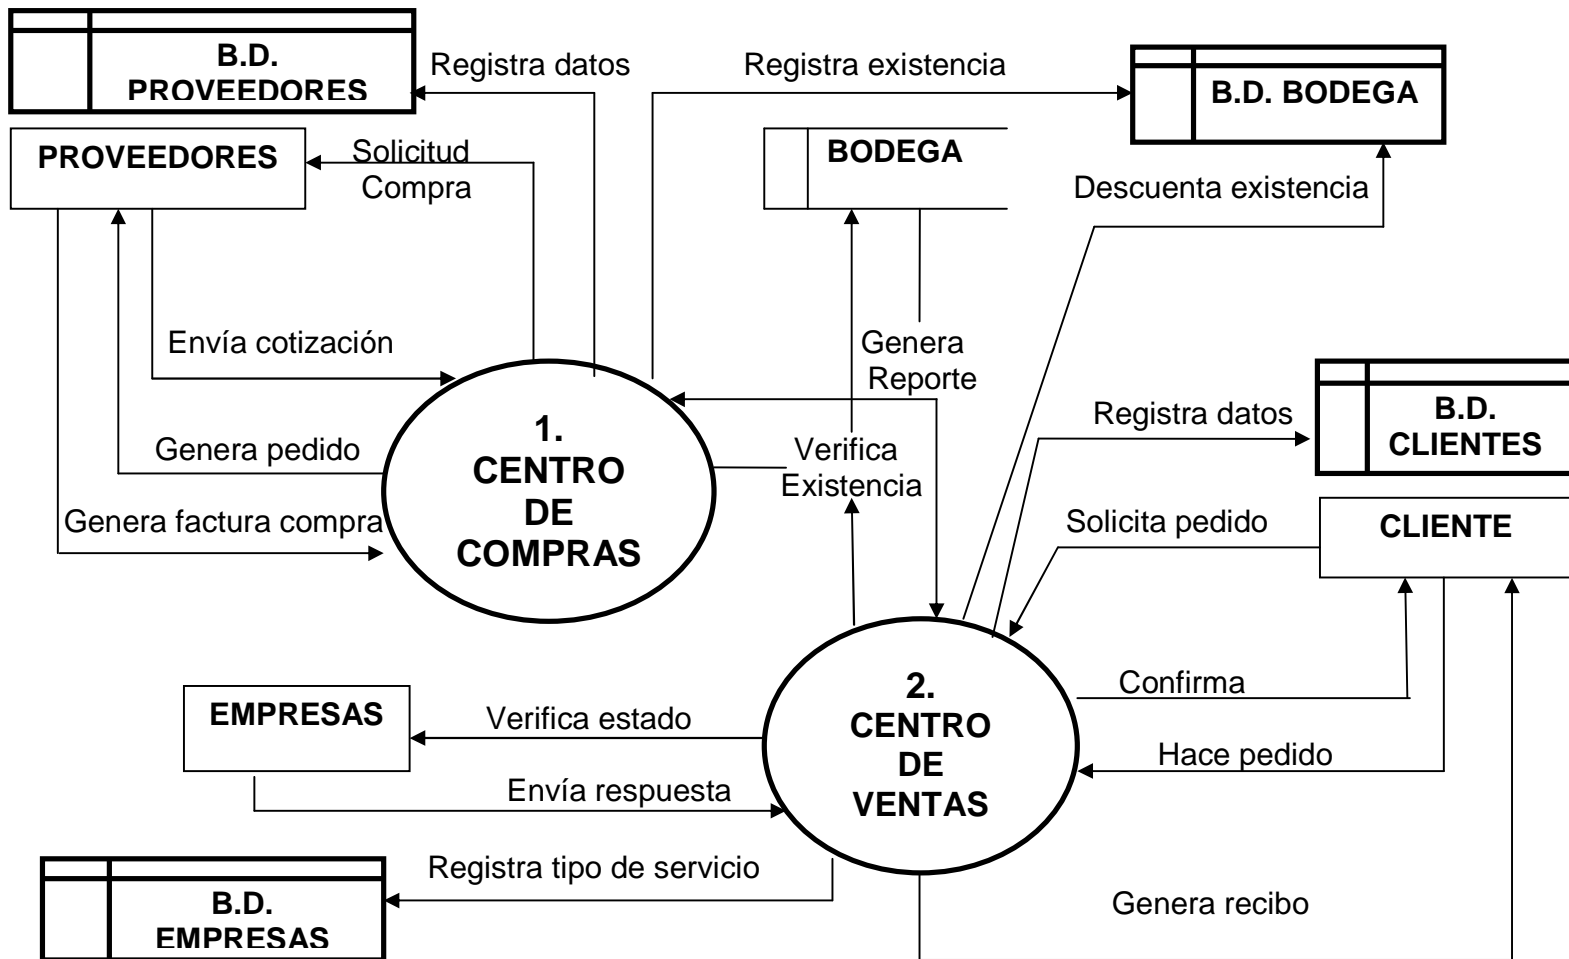 B.D.
PROVEEDORES
Registra datos
Registra existencia
B.D. BODEGA
PROVEEDORES
Solicitud
Compra
BODEGA
Descuenta existencia
Envía cotización
Genera
Reporte
1.
CENTRO
DE
COMPRAS
Registra datos
B.D.
CLIENTES
Genera pedido
Verifica
Existencia
Genera factura compra
Solicita pedido
CLIENTE
2.
CENTRO
DE
VENTAS
Confirma
EMPRESAS
Verifica estado
Hace pedido
Envía respuesta
Registra tipo de servicio
B.D.
EMPRESAS
Genera recibo